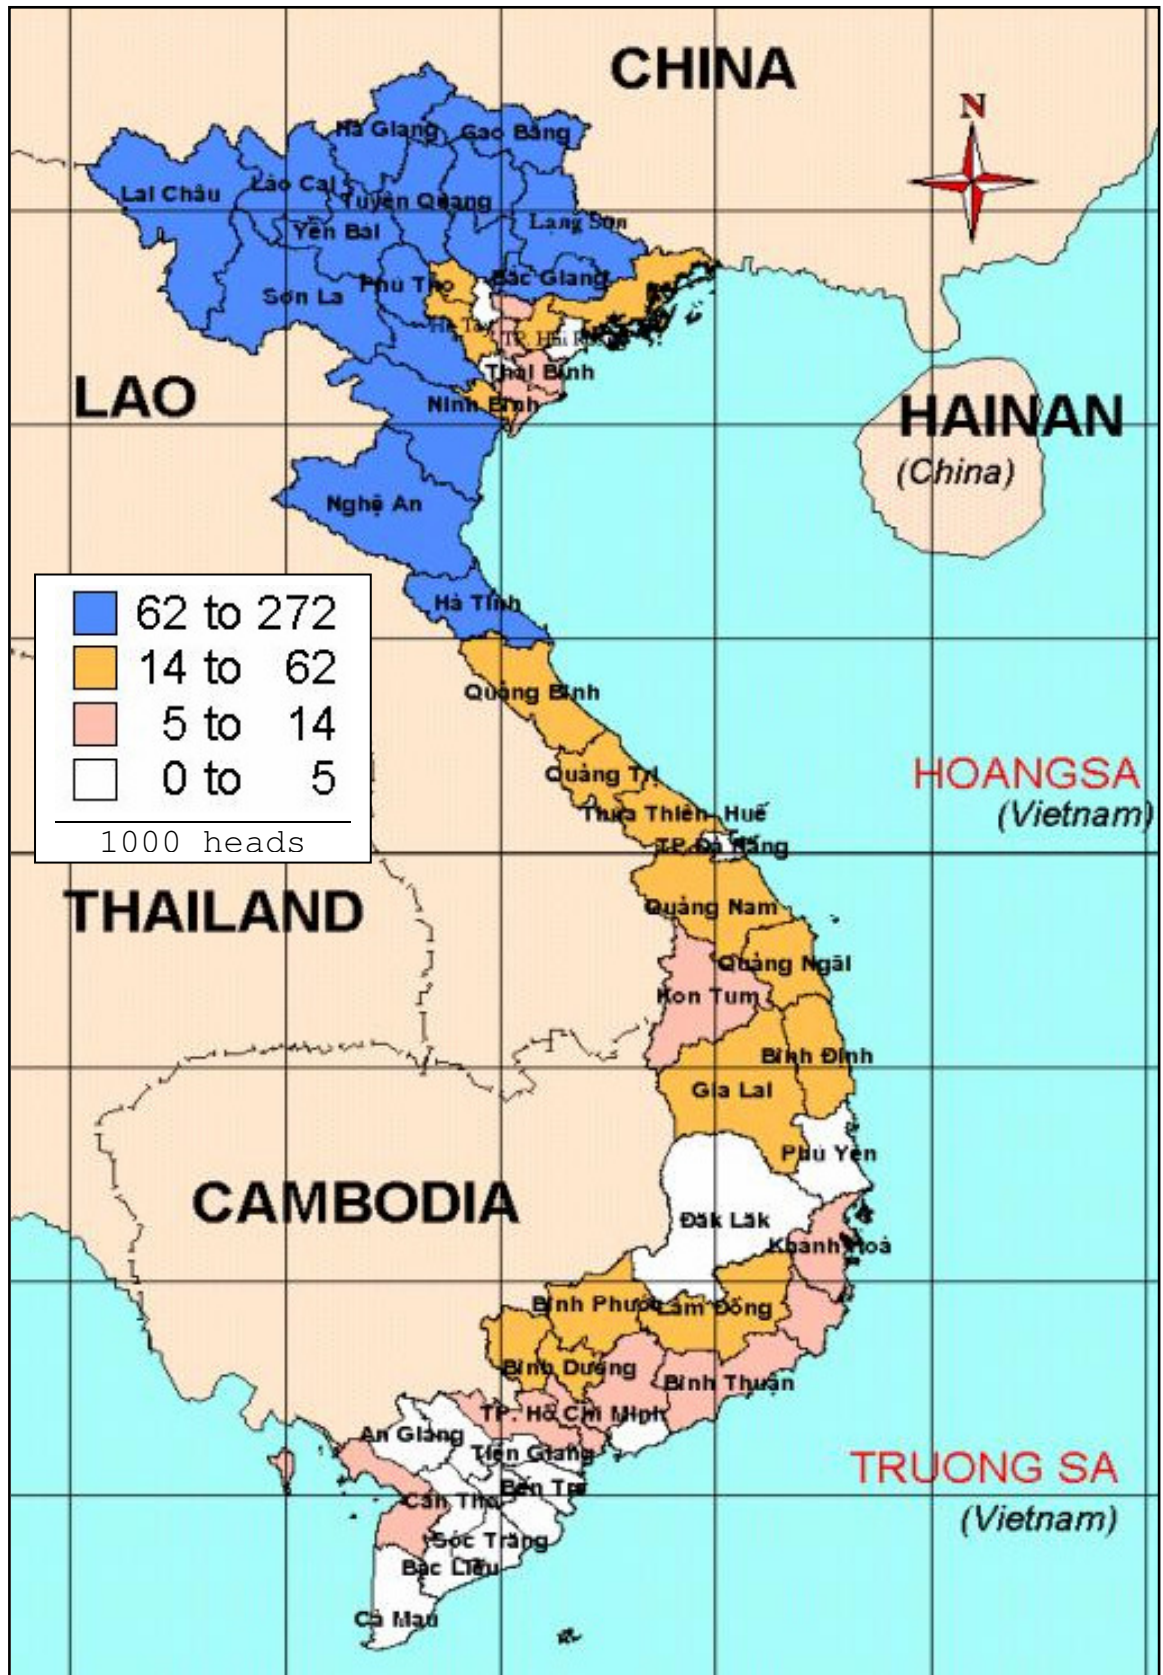 CHINA
N
Hà Giang
Cao Bằng
Lai Châu
Lào Cai
Tuyên Quang
Lạng Sơn
Yên Bái
Bắc Giang
Phú Thọ
Sơn La
Hà Tây
TP. Hải
Thái Bình
LAO
Ninh Bình
HAINAN
(China)
Nghệ An
Hà Tĩnh
62 to 272
14 to 62
5 to 14
0 to 5
1000 heads
Quảng Bình
Quảng Trị
HOANGSA
(Vietnam)
Thừa Thiên Huế
TP. Đà Nẵng
THAILAND
Quảng Nam
Quảng Ngãi
Kon Tum
Bình Định
Gia Lai
Phú Yên
CAMBODIA
Đăk Lăk
Khánh Hoà
Bình Phước
Lâm Đồng
Bình Dương
Bình Thuận
TP. Hồ Chí Minh
An Giang
Tiền Giang
TRUONG SA
(Vietnam)
Bến Tre
Cần Thơ
Sóc Trăng
Bạc Liêu
Cà Mau